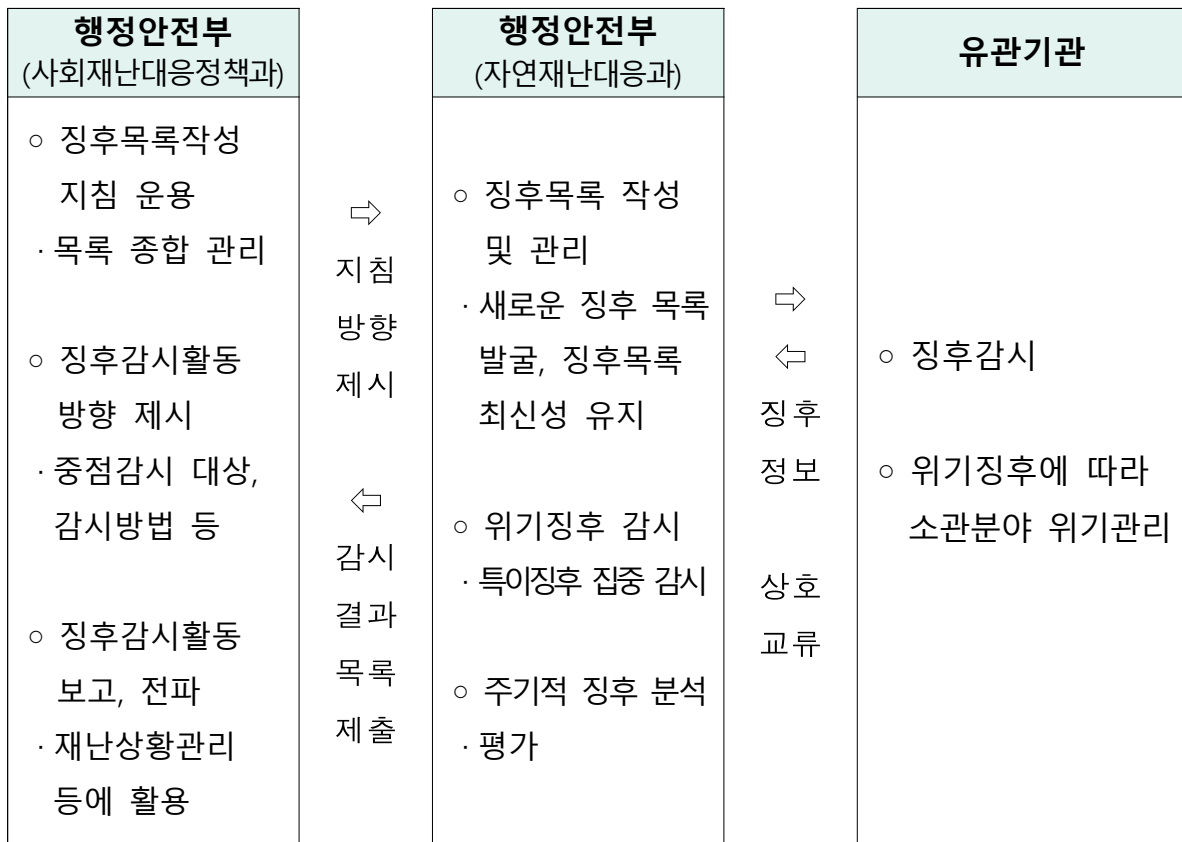 행정안전부
(사회재난대응정책과)
○ 징후목록작성
지침 운용
· 목록 종합 관리
○ 징후감시활동
방향 제시
· 중점감시 대상,
감시방법 등
○ 징후감시활동
보고, 전파
· 재난상황관리
등에 활용
⇨
지침
방향
제시
⇦
감시
결과
목록
제출
행정안전부
(자연재난대응과)
○ 징후목록 작성
및 관리
· 새로운 징후 목록
발굴, 징후목록
최신성 유지
○ 위기징후 감시
· 특이징후 집중 감시
○ 주기적 징후 분석
· 평가
⇨
⇦
징후
정보
상호
교류
유관기관
○ 징후감시
○ 위기징후에 따라
소관분야 위기관리